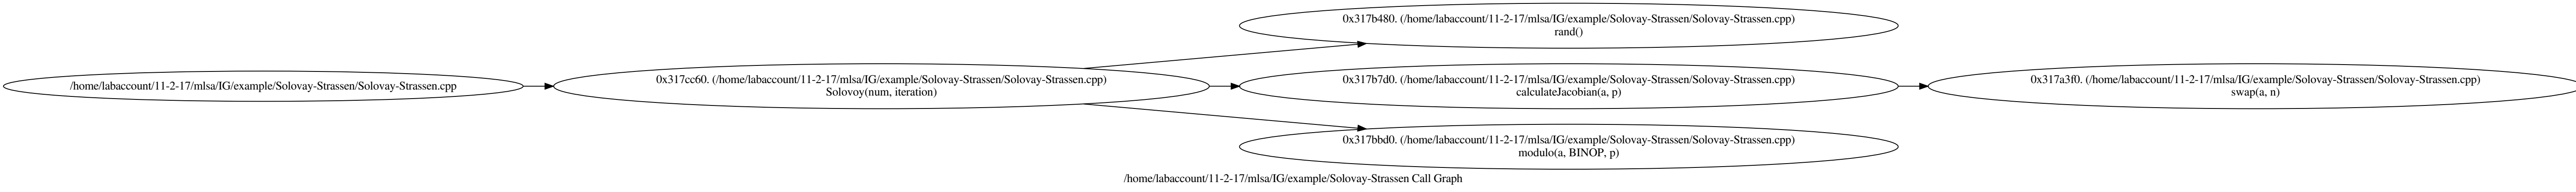 /home/labaccount/11-2-17/mlsa/IG/example/Solovay-Strassen/Solovay-Strassen.cpp
0x317cc60. (/home/labaccount/11-2-17/mlsa/IG/example/Solovay-Strassen/Solovay-Strassen.cpp)
Solovoy(num, iteration)
0x317b480. (/home/labaccount/11-2-17/mlsa/IG/example/Solovay-Strassen/Solovay-Strassen.cpp)
rand()
0x317b7d0. (/home/labaccount/11-2-17/mlsa/IG/example/Solovay-Strassen/Solovay-Strassen.cpp)
calculateJacobian(a, p)
0x317bbd0. (/home/labaccount/11-2-17/mlsa/IG/example/Solovay-Strassen/Solovay-Strassen.cpp)
modulo(a, BINOP, p)
0x317a3f0. (/home/labaccount/11-2-17/mlsa/IG/example/Solovay-Strassen/Solovay-Strassen.cpp)
swap(a, n)
/home/labaccount/11-2-17/mlsa/IG/example/Solovay-Strassen Call Graph